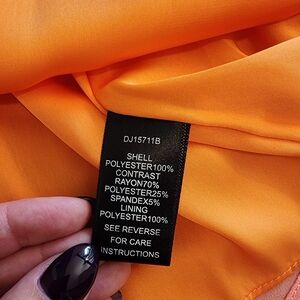 DJ15711B
SHELL
POLYESTER100%
CONTRAST
RAYON70%
POLYESTER25%
SPANDEX5%
LINING
POLYESTER100%
SEE REVERSE
FOR CARE
INSTRUCTIONS